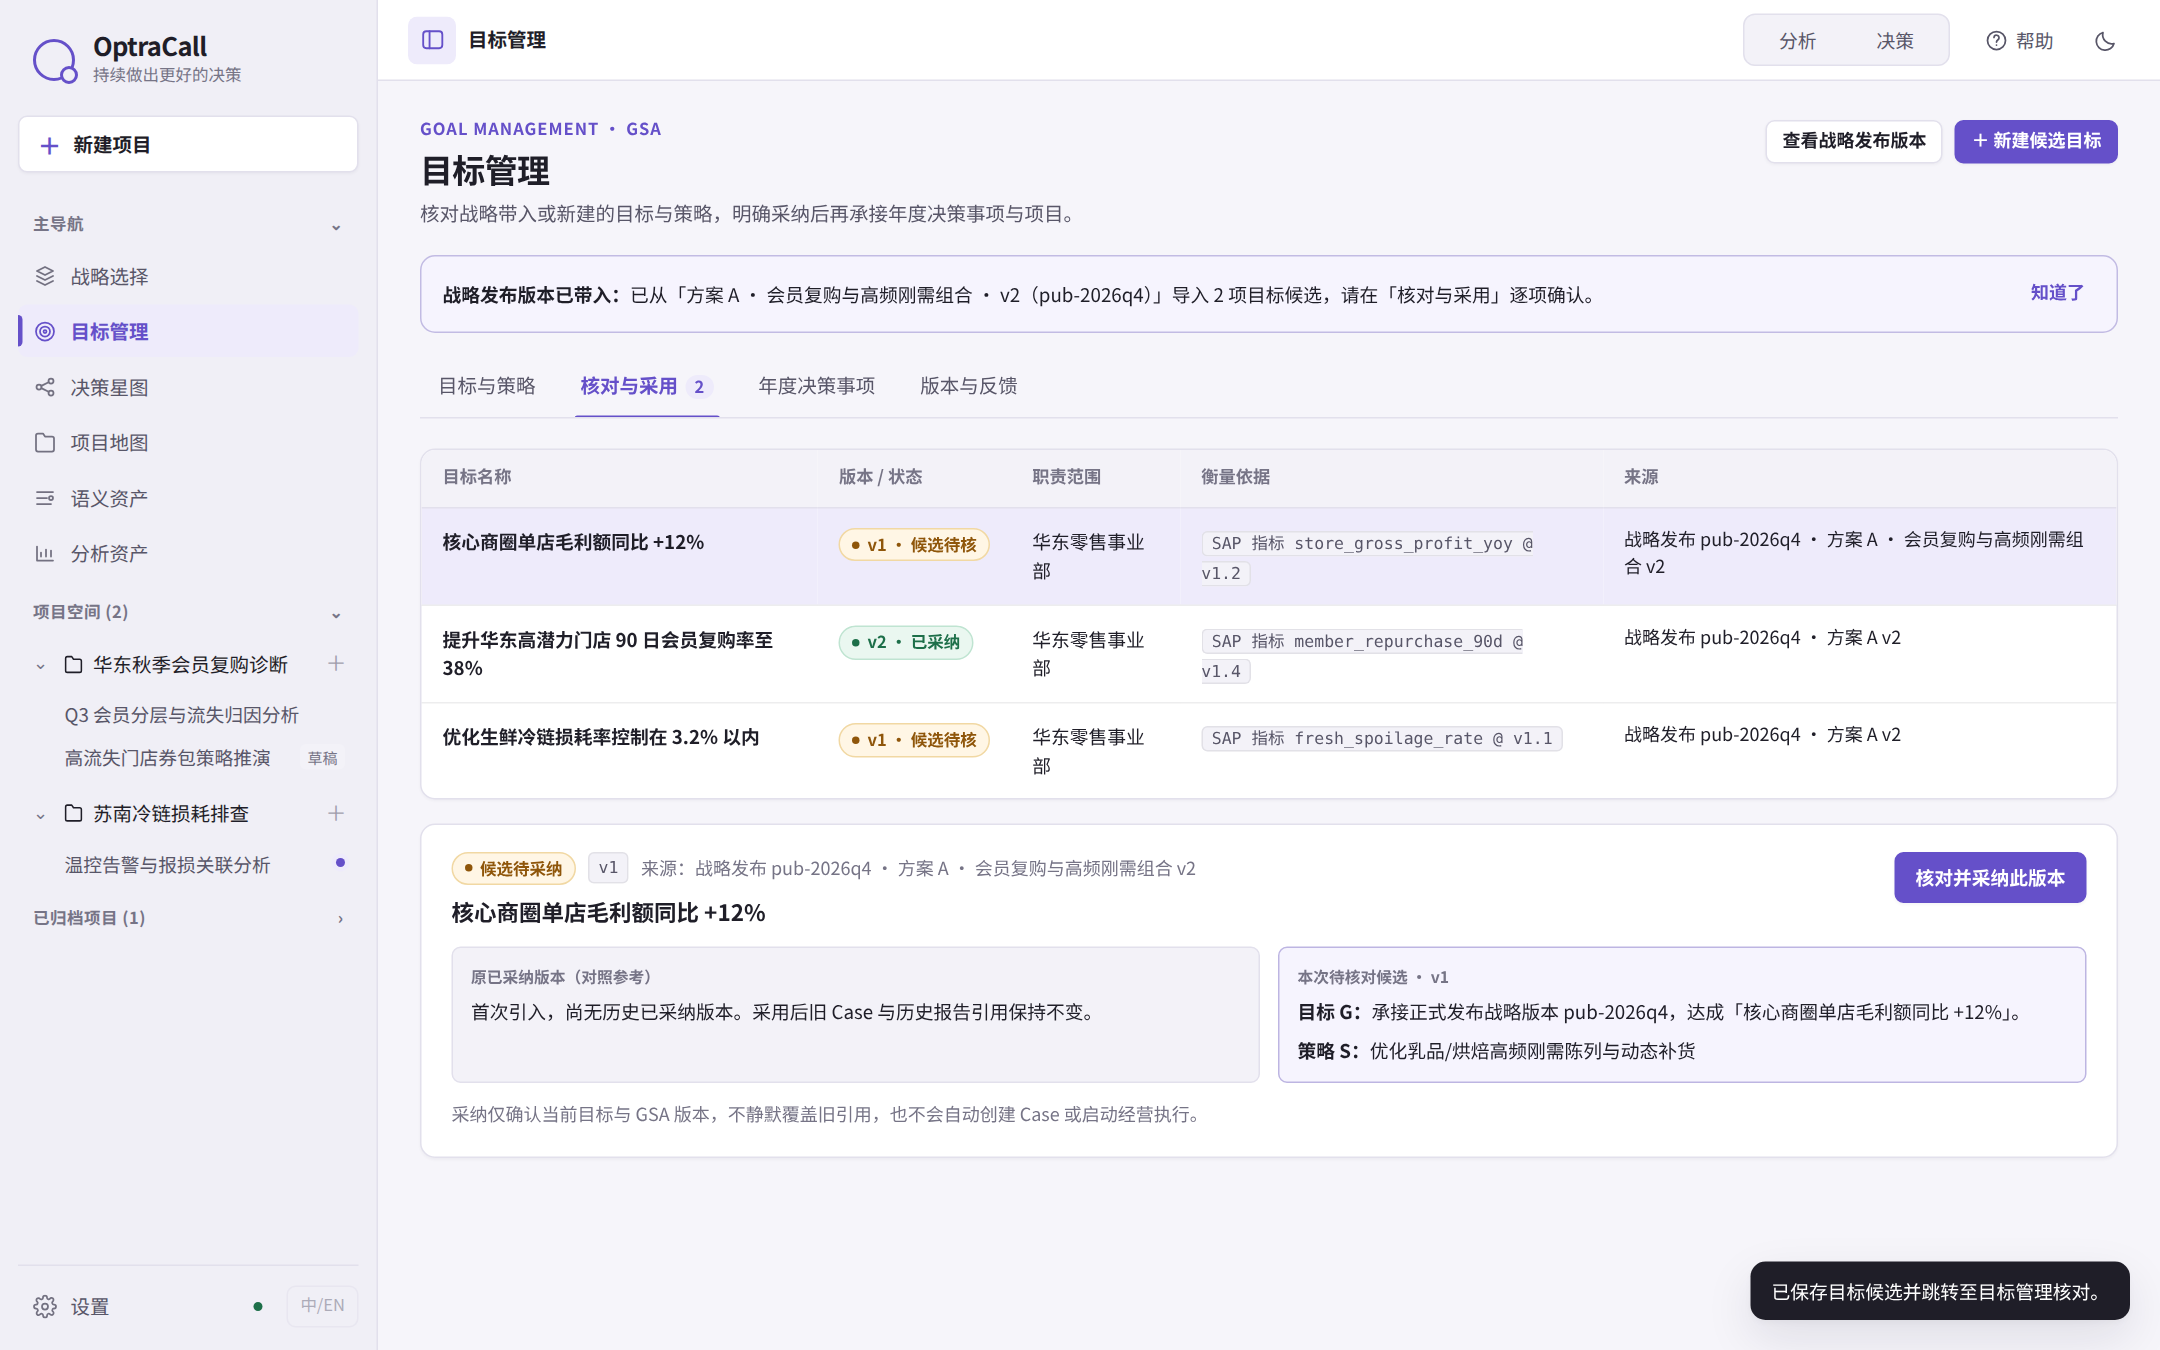 OptraCall
持续做出更好的决策
新建项目
主导航
战略选择
目标管理
决策星图
项目地图
语义资产
分析资产
项目空间 (2)
华东秋季会员复购诊断
Q3 会员分层与流失归因分析
高流失门店券包策略推演 草稿
苏南冷链损耗排查
温控告警与报损关联分析
已归档项目 (1)
设置 中/EN
目标管理
分析 决策 帮助
GOAL MANAGEMENT · GSA
目标管理
核对战略带入或新建的目标与策略，明确采纳后再承接年度决策事项与项目。
查看战略发布版本 + 新建候选目标
战略发布版本已带入：已从「方案 A · 会员复购与高频刚需组合 · v2（pub-2026q4）」导入 2 项目标候选，请在「核对与采用」逐项确认。 知道了
目标与策略 核对与采用 2 年度决策事项 版本与反馈
目标名称 版本 / 状态 职责范围 衡量依据 来源
核心商圈单店毛利额同比 +12% v1 · 候选待核 华东零售事业 SAP 指标 store_gross_profit_yoy @ 战略发布 pub-2026q4 · 方案 A · 会员复购与高频刚需组
部 v1.2 合 v2
提升华东高潜力门店 90 日会员复购率至 v2 · 已采纳 华东零售事业 SAP 指标 member_repurchase_90d @ 战略发布 pub-2026q4 · 方案 A v2
38% 部 v1.4
优化生鲜冷链损耗率控制在 3.2% 以内 v1 · 候选待核 华东零售事业 SAP 指标 fresh_spoilage_rate @ v1.1 战略发布 pub-2026q4 · 方案 A v2
部
候选待采纳 v1 来源：战略发布 pub-2026q4 · 方案 A · 会员复购与高频刚需组合 v2
核对并采纳此版本
核心商圈单店毛利额同比 +12%
原已采纳版本（对照参考）
首次引入，尚无历史已采纳版本。采用后旧 Case 与历史报告引用保持不变。
本次待核对候选 · v1
目标 G：承接正式发布战略版本 pub-2026q4，达成「核心商圈单店毛利额同比 +12%」。
策略 S：优化乳品/烘焙高频刚需陈列与动态补货
采纳仅确认当前目标与 GSA 版本，不静默覆盖旧引用，也不会自动创建 Case 或启动经营执行。
已保存目标候选并跳转至目标管理核对。